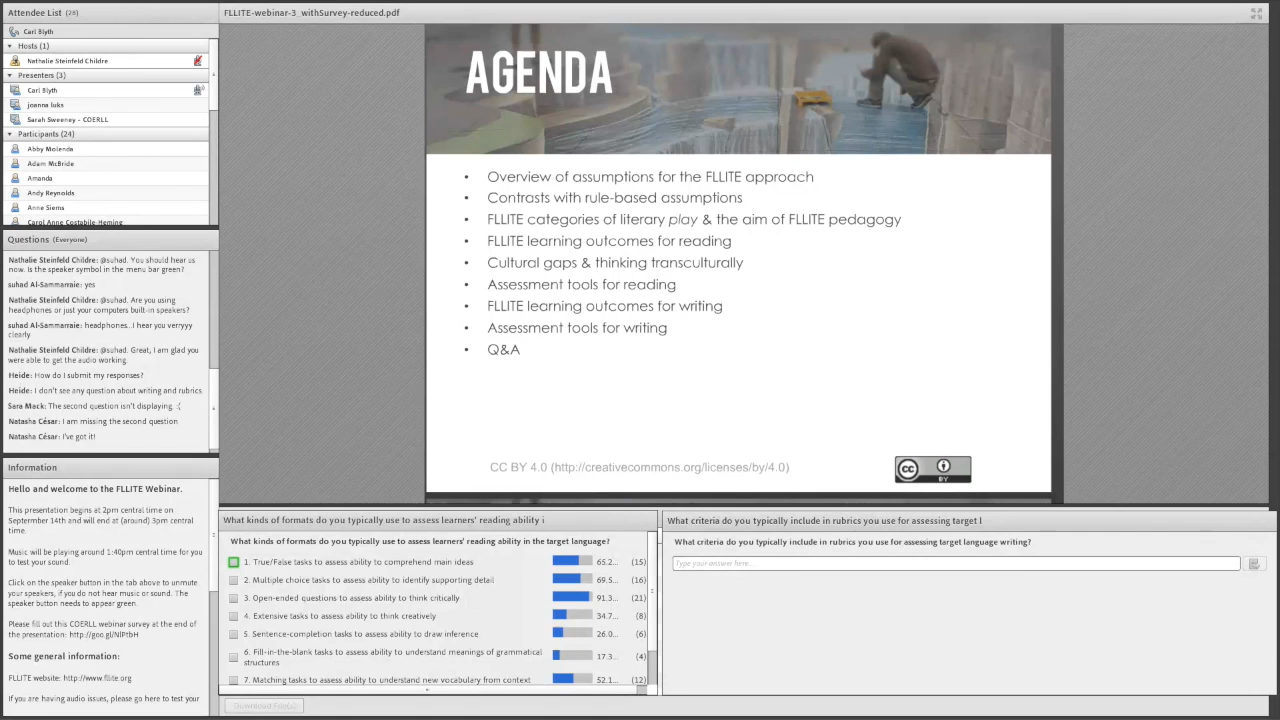 Attendee List (28)
Carl Blyth
Hosts (1)
Nathalie Steinfeld Childre
Presenters (3)
Carl Blyth
joanna luks
Sarah Sweeney - COERLL
Participants (24)
Abby Molenda
Adam McBride
Amanda
Andy Reynolds
Anne Siems
Carol Anne Costabile-Heming
Questions (Everyone)
Nathalie Steinfeld Childre: @suhad. You should hear us
now. Is the speaker symbol in the menu bar green?
suhad Al-Sammarraie: yes
Nathalie Steinfeld Childre: @suhad. Are you using
headphones or just your computers built-in speakers?
suhad Al-Sammarraie: headphones...I hear you verryyy
clearly
Nathalie Steinfeld Childre: @suhad. Great, I am glad you
were able to get the audio working.
Heide: How do I submit my responses?
Heide: I don't see any question about writing and rubrics
Sara Mack: The second question isn't displaying. :(
Natasha César: I am missing the second question
Natasha César: I've got it!
Information
Hello and welcome to the FLLITE Webinar.
This presentation begins at 2pm central time on
September 14th and will end at (around) 3pm central
time.
Music will be playing around 1:40pm central time for you
to test your sound.
Click on the speaker button in the tab above to unmute
your speakers, if you do not hear music or sound. The
speaker button needs to appear green.
Please fill out this COERLL webinar survey at the end of
the presentation: http://goo.gl/NiPtbH
Some general information:
FLLITE website: http://www.fllite.org
If you are having audio issues, please go here to test your
FLLITE-webinar-3_withSurvey-reduced.pdf
AGENDA
• Overview of assumptions for the FLLITE approach
• Contrasts with rule-based assumptions
• FLLITE categories of literary play & the aim of FLLITE pedagogy
• FLLITE learning outcomes for reading
• Cultural gaps & thinking transculturally
• Assessment tools for reading
• FLLITE learning outcomes for writing
• Assessment tools for writing
• Q&A
CC BY 4.0 (http://creativecommons.org/licenses/by/4.0)
cc
BY
What kinds of formats do you typically use to assess learners' reading ability i
What kinds of formats do you typically use to assess learners' reading ability in the target language?
1. True/False tasks to assess ability to comprehend main ideas 65.2... (15)
2. Multiple choice tasks to assess ability to identify supporting detail 69.5... (16)
3. Open-ended questions to assess ability to think critically 91.3... (21)
4. Extensive tasks to assess ability to think creatively 34.7... (8)
5. Sentence-completion tasks to assess ability to draw inference 26.0... (6)
6. Fill-in-the-blank tasks to assess ability to understand meanings of grammatical
structures 17.3... (4)
7. Matching tasks to assess ability to understand new vocabulary from context 52.1... (12)
Download File(s)
What criteria do you typically include in rubrics you use for assessing target l
What criteria do you typically include in rubrics you use for assessing target language writing?
Type your answer here...